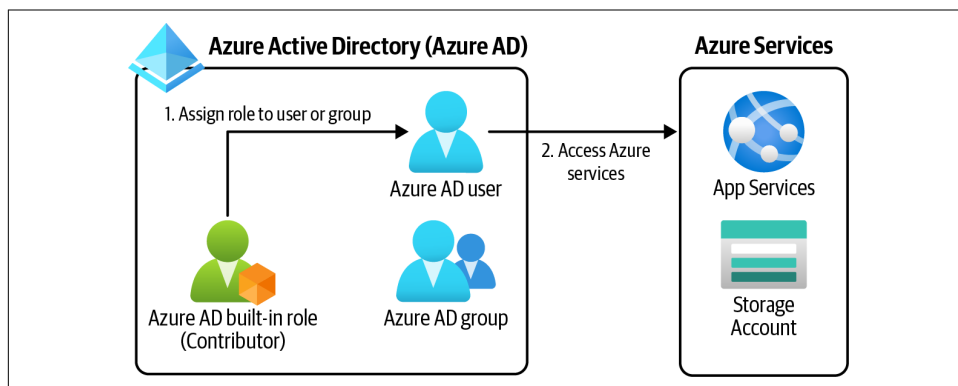 Azure Active Directory (Azure AD)
Azure Services
1. Assign role to user or group
2. Access Azure
services
Azure AD user
App Services
Azure AD built-in role
(Contributor)
Azure AD group
Storage
Account